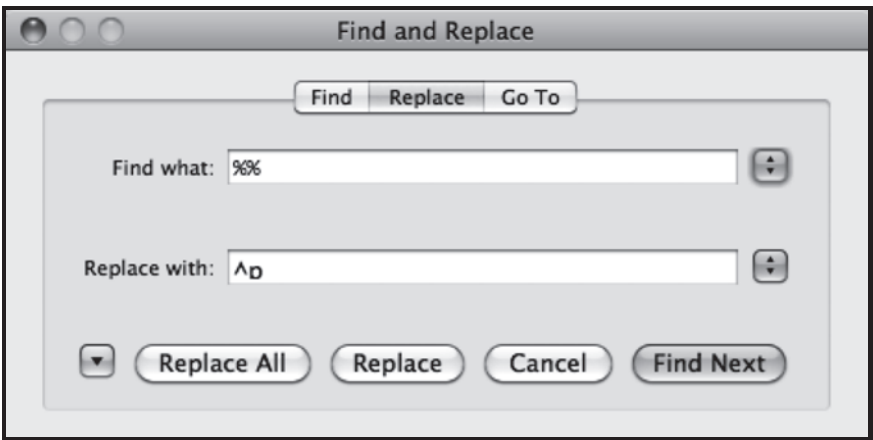 Find and Replace
Find Replace Go To
Find what: %%
Replace with: ^p
Replace All Replace Cancel Find Next